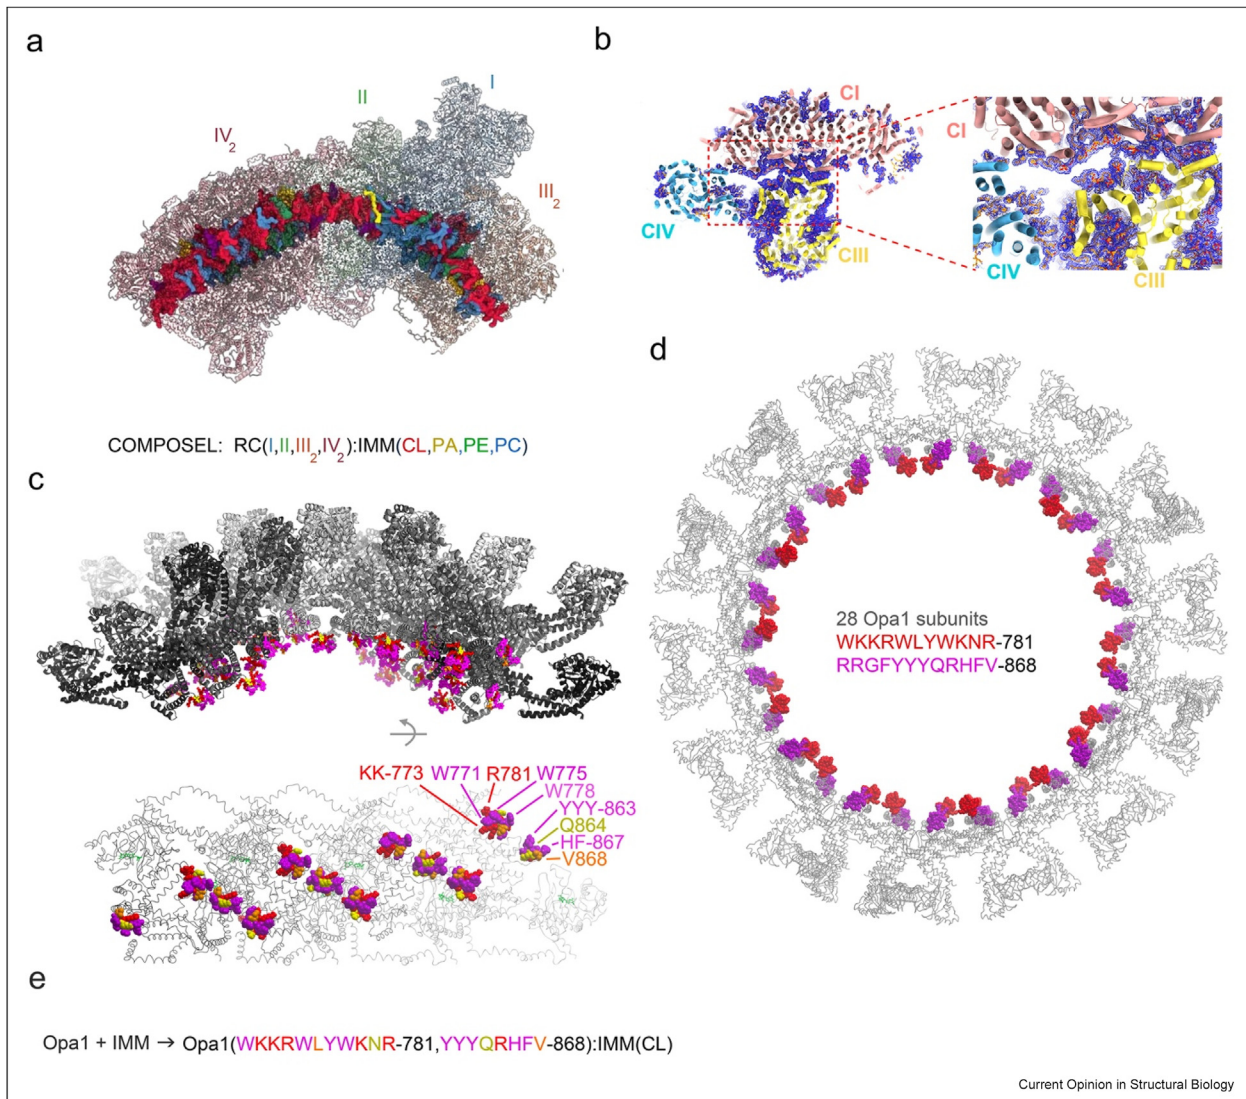 a
I
II
IV2
III2
COMPOSEL: RC(I,II,III2,IV2):IMM(CL,PA,PE,PC)
b
CI
CI
CIV
CIII
CIV
CIII
c
KK-773 W771 R781 W775
W778
YYY-863
Q864
HF-867
V868
d
28 Opa1 subunits
WKKRWLYWKNR-781
RRGFYYYQRHFV-868
e
Opa1 + IMM → Opa1(WKKRWLYWKNR-781,YYYQRHFV-868):IMM(CL)
Current Opinion in Structural Biology